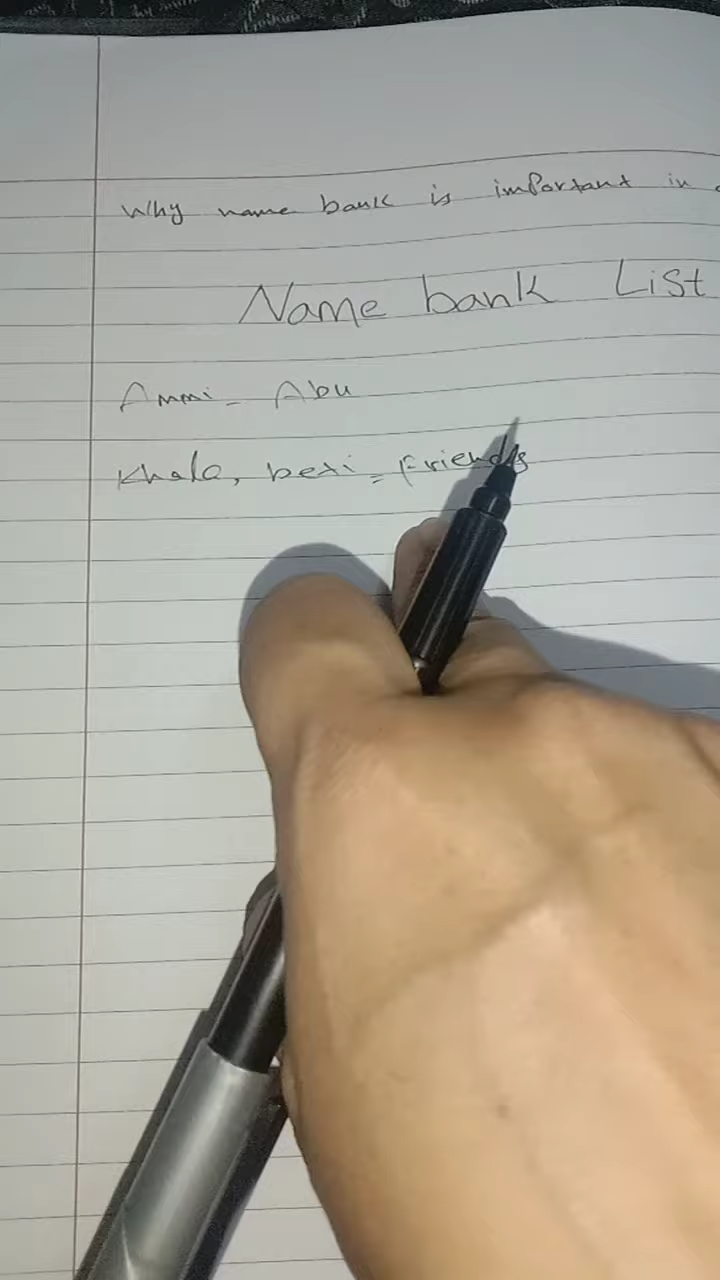 Why name bank is important in
Name bank List
Ammi - Abu
Khala, beti = Friends